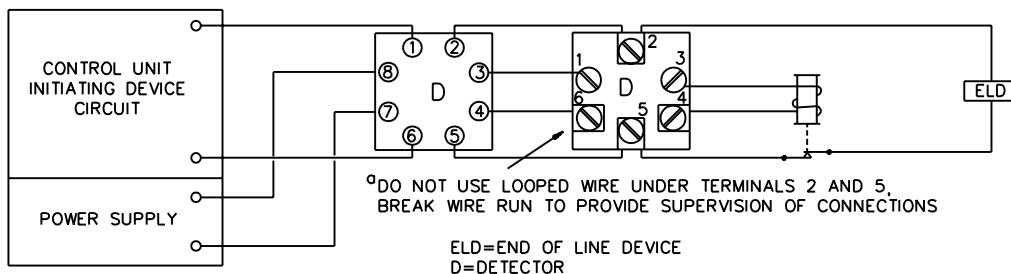 CONTROL UNIT
INITIATING DEVICE
CIRCUIT
POWER SUPPLY
1
2
8
3
D
7
4
6
5
2
1
3
D
6
5
4
ELD
a DO NOT USE LOOPED WIRE UNDER TERMINALS 2 AND 5,
BREAK WIRE RUN TO PROVIDE SUPERVISION OF CONNECTIONS
ELD=END OF LINE DEVICE
D=DETECTOR